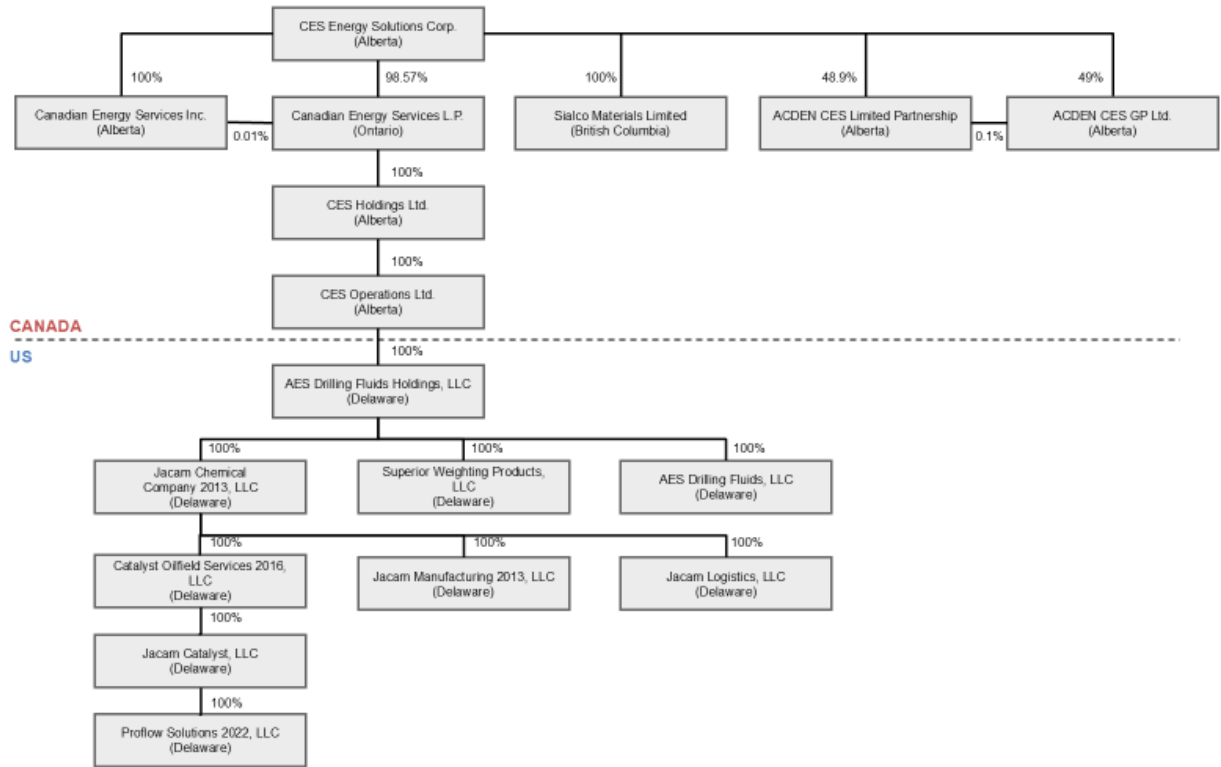 CES Energy Solutions Corp.
(Alberta)
100%
98.57%
100%
48.9%
49%
Canadian Energy Services Inc.
(Alberta)
0.01%
Canadian Energy Services L.P.
(Ontario)
Sialco Materials Limited
(British Columbia)
ACDEN CES Limited Partnership
(Alberta)
0.1%
ACDEN CES GP Ltd.
(Alberta)
100%
CES Holdings Ltd.
(Alberta)
100%
CES Operations Ltd.
(Alberta)
CANADA
US
100%
AES Drilling Fluids Holdings, LLC
(Delaware)
100%
100%
100%
Jacam Chemical
Company 2013, LLC
(Delaware)
Superior Weighting Products,
LLC
(Delaware)
AES Drilling Fluids, LLC
(Delaware)
100%
100%
100%
Catalyst Oilfield Services 2016,
LLC
(Delaware)
Jacam Manufacturing 2013, LLC
(Delaware)
Jacam Logistics, LLC
(Delaware)
100%
Jacam Catalyst, LLC
(Delaware)
100%
Proflow Solutions 2022, LLC
(Delaware)